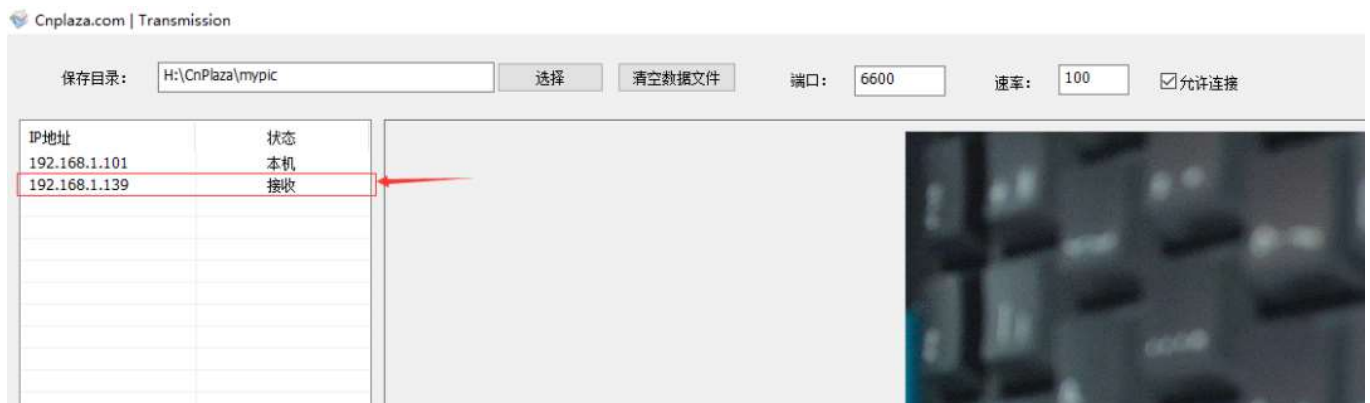 Cnplaza.com | Transmission
保存目录： H:\CnPlaza\mypic 选择 清空数据文件 端口： 6600 速率： 100 允许连接
IP地址 状态
192.168.1.101 本机
192.168.1.139 接收